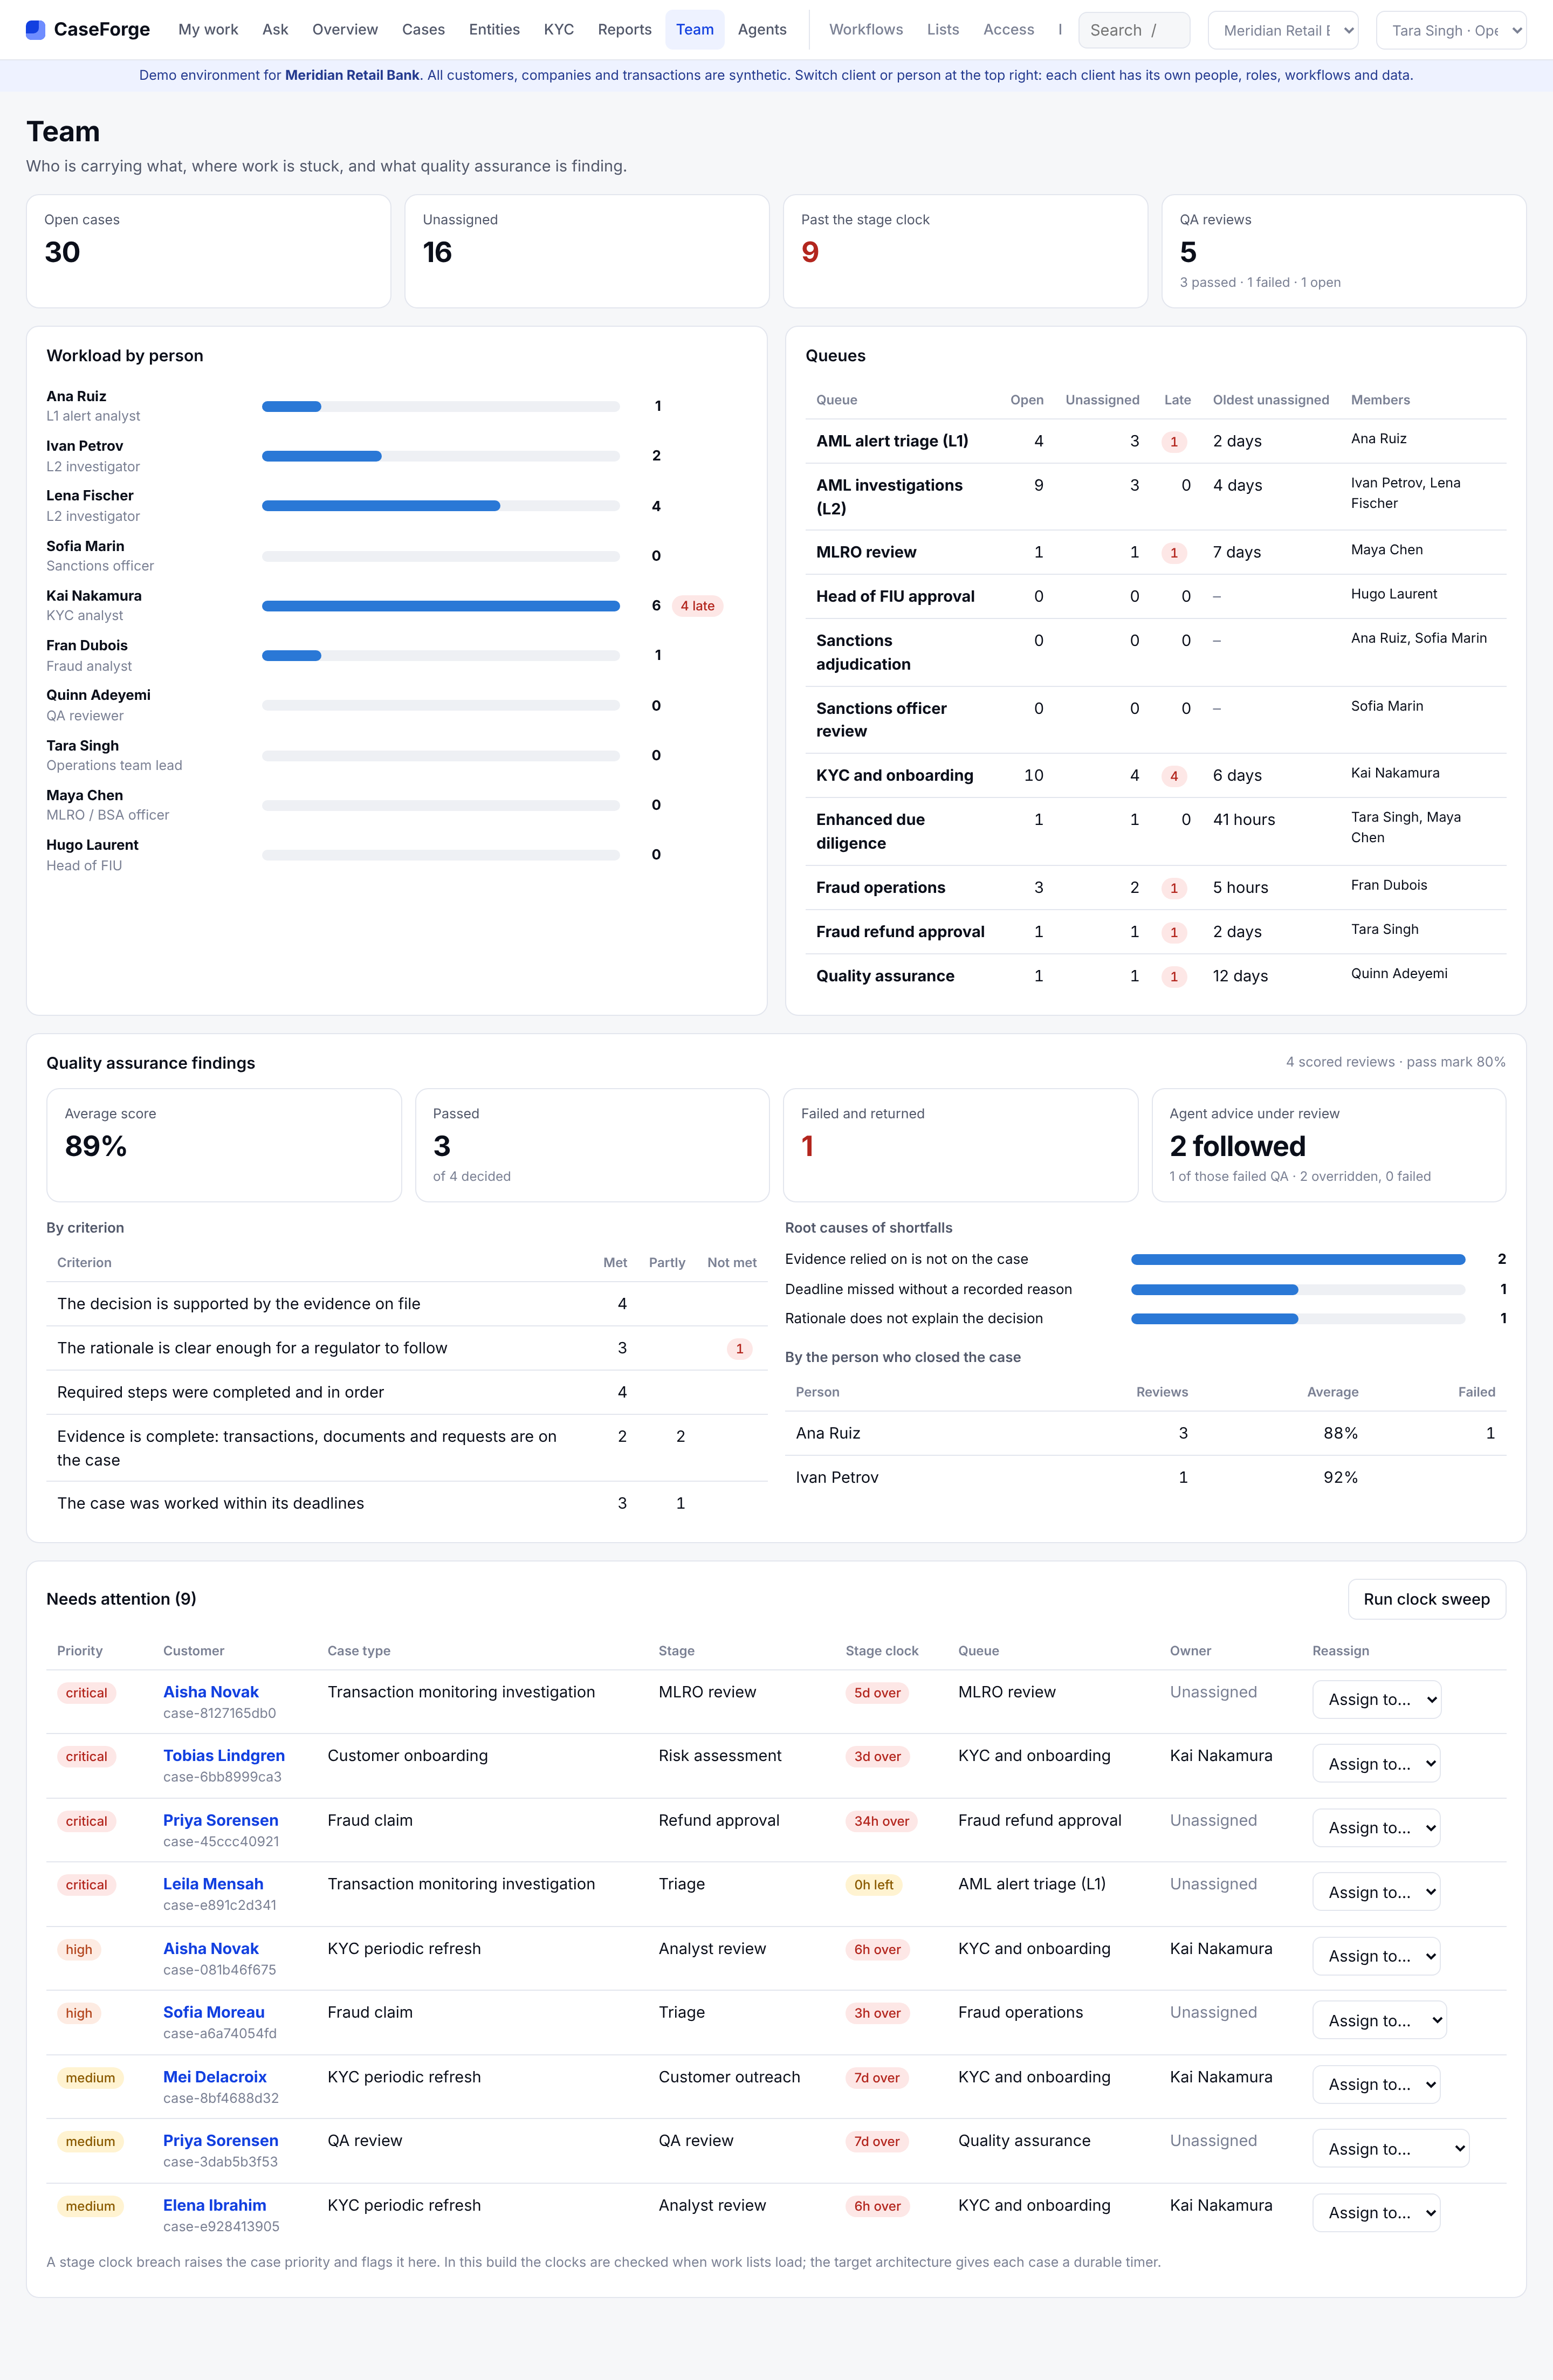 CaseForge My work Ask Overview Cases Entities KYC Reports Team Agents Workflows Lists Access Search / Meridian Retail Tara Singh ·
Demo environment for Meridian Retail Bank. All customers, companies and transactions are synthetic. Switch client or person at the top right: each client has its own people, roles, workflows and data.
Team
Who is carrying what, where work is stuck, and what quality assurance is finding.
Open cases
30
Unassigned
16
Past the stage clock
9
QA reviews
5
3 passed · 1 failed · 1 open
Workload by person
Ana Ruiz
L1 alert analyst
1
Ivan Petrov
L2 investigator
2
Lena Fischer
L2 investigator
4
Sofia Marin
Sanctions officer
0
Kai Nakamura
KYC analyst
6 4 late
Fran Dubois
Fraud analyst
1
Quinn Adeyemi
QA reviewer
0
Tara Singh
Operations team lead
0
Maya Chen
MLRO / BSA officer
0
Hugo Laurent
Head of FIU
0
Queues
Queue Open Unassigned Late Oldest unassigned Members
AML alert triage (L1) 4 3 1 2 days Ana Ruiz
AML investigations (L2) 9 3 0 4 days Ivan Petrov, Lena Fischer
MLRO review 1 1 1 7 days Maya Chen
Head of FIU approval 0 0 0 – Hugo Laurent
Sanctions adjudication 0 0 0 – Ana Ruiz, Sofia Marin
Sanctions officer review 0 0 0 – Sofia Marin
KYC and onboarding 10 4 4 6 days Kai Nakamura
Enhanced due diligence 1 1 0 41 hours Tara Singh, Maya Chen
Fraud operations 3 2 1 5 hours Fran Dubois
Fraud refund approval 1 1 1 2 days Tara Singh
Quality assurance 1 1 1 12 days Quinn Adeyemi
Quality assurance findings
4 scored reviews · pass mark 80%
Average score
89%
Passed
3
of 4 decided
Failed and returned
1
Agent advice under review
2 followed
1 of those failed QA · 2 overridden, 0 failed
By criterion
Criterion Met Partly Not met
The decision is supported by the evidence on file 4
The rationale is clear enough for a regulator to follow 3 1
Required steps were completed and in order 4
Evidence is complete: transactions, documents and requests are on the case 2 2
The case was worked within its deadlines 3 1
Root causes of shortfalls
Evidence relied on is not on the case 2
Deadline missed without a recorded reason 1
Rationale does not explain the decision 1
By the person who closed the case
Person Reviews Average Failed
Ana Ruiz 3 88% 1
Ivan Petrov 1 92%
Needs attention (9)
Run clock sweep
Priority Customer Case type Stage Stage clock Queue Owner Reassign
critical Aisha Novak Transaction monitoring investigation MLRO review 5d over MLRO review Unassigned Assign to...
case-8127165db0
critical Tobias Lindgren Customer onboarding Risk assessment 3d over KYC and onboarding Kai Nakamura Assign to...
case-6bb8999ca3
critical Priya Sorensen Fraud claim Refund approval 34h over Fraud refund approval Unassigned Assign to...
case-45ccc40921
critical Leila Mensah Transaction monitoring investigation Triage 0h left AML alert triage (L1) Unassigned Assign to...
case-e891c2d341
high Aisha Novak KYC periodic refresh Analyst review 6h over KYC and onboarding Kai Nakamura Assign to...
case-081b46f675
high Sofia Moreau Fraud claim Triage 3h over Fraud operations Unassigned Assign to...
case-a6a74054fd
medium Mei Delacroix KYC periodic refresh Customer outreach 7d over KYC and onboarding Kai Nakamura Assign to...
case-8bf4688d32
medium Priya Sorensen QA review QA review 7d over Quality assurance Unassigned Assign to...
case-3dab5b3f53
medium Elena Ibrahim KYC periodic refresh Analyst review 6h over KYC and onboarding Kai Nakamura Assign to...
case-e928413905
A stage clock breach raises the case priority and flags it here. In this build the clocks are checked when work lists load; the target architecture gives each case a durable timer.